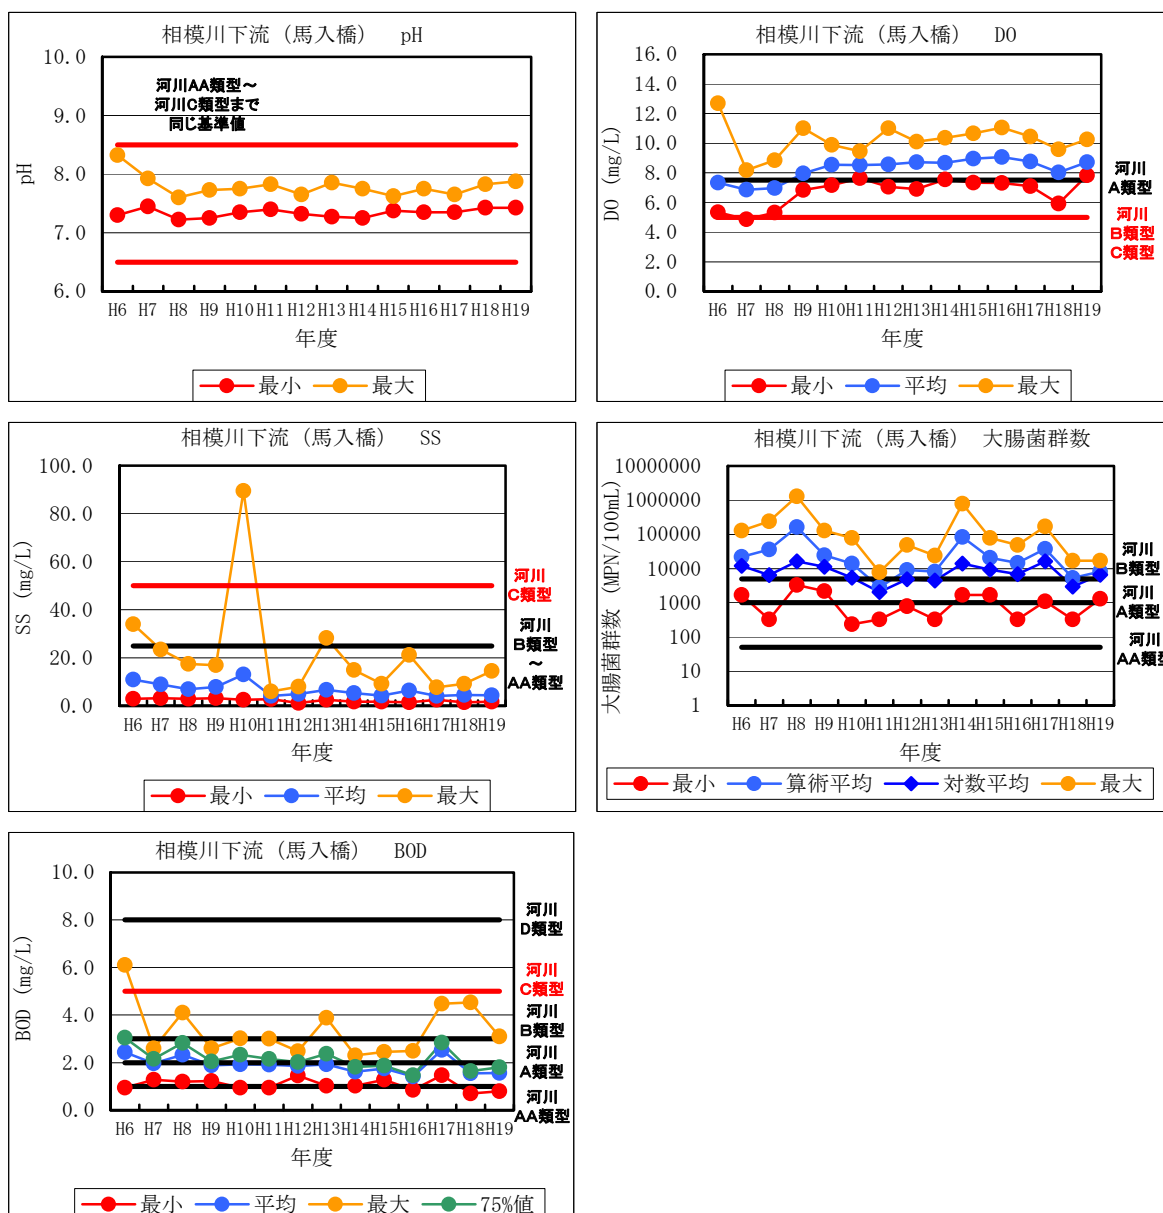 相模川下流 (馬入橋) pH
10.0
9.0
8.0
7.0
6.0
pH
河川AA類型～
河川C類型まで
同じ基準値
H6 H7 H8 H9 H10 H11 H12 H13 H14 H15 H16 H17 H18 H19
年度
最小 最大
相模川下流 (馬入橋) DO
16.0
14.0
12.0
10.0
8.0
6.0
4.0
2.0
0.0
DO (mg/L)
河川
A類型
河川
B類型
C類型
H6 H7 H8 H9 H10 H11 H12 H13 H14 H15 H16 H17 H18 H19
年度
最小 平均 最大
相模川下流 (馬入橋) SS
100.0
80.0
60.0
40.0
20.0
0.0
SS (mg/L)
河川
C類型
河川
B類型
～
AA類型
H6 H7 H8 H9 H10 H11 H12 H13 H14 H15 H16 H17 H18 H19
年度
最小 平均 最大
相模川下流 (馬入橋) 大腸菌群数
10000000
1000000
100000
10000
1000
100
10
1
大腸菌群数 (MPN/100mL)
河川
B類型
河川
A類型
河川
AA類型
H6 H7 H8 H9 H10 H11 H12 H13 H14 H15 H16 H17 H18 H19
年度
最小 算術平均 対数平均 最大
相模川下流 (馬入橋) BOD
10.0
8.0
6.0
4.0
2.0
0.0
BOD (mg/L)
河川
D類型
河川
C類型
河川
B類型
河川
A類型
河川
AA類型
H6 H7 H8 H9 H10 H11 H12 H13 H14 H15 H16 H17 H18 H19
年度
最小 平均 最大 75%値